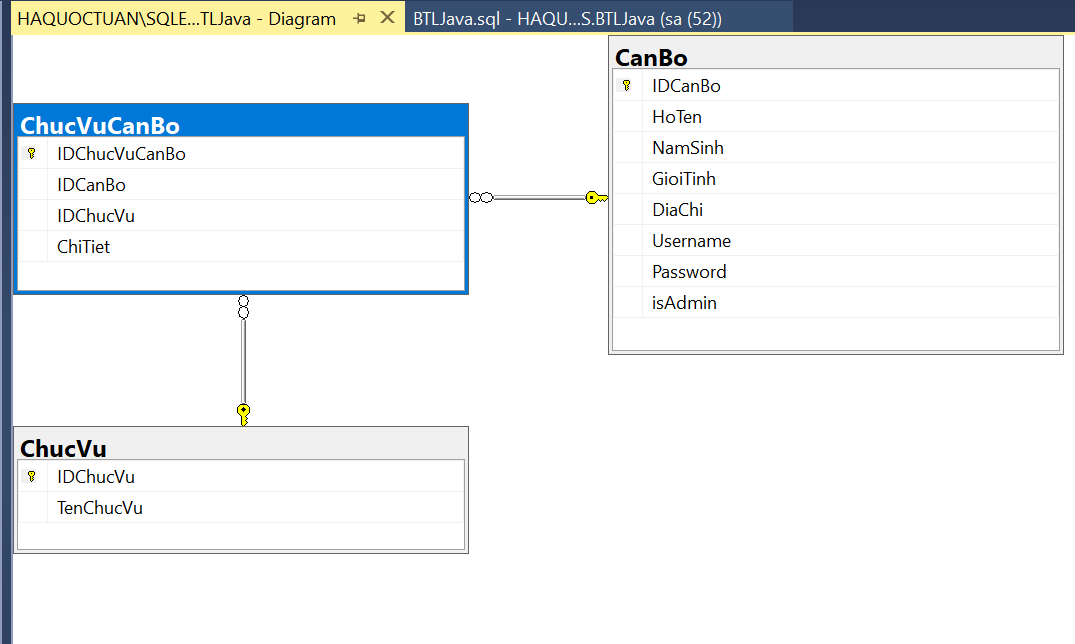 HAQUOCTUAN\SQLE...TLJava - Diagram
BTLJava.sql - HAQU...S.BTLJava (sa (52))
CanBo
IDCanBo
HoTen
NamSinh
GioiTinh
DiaChi
Username
Password
isAdmin
ChucVuCanBo
IDChucVuCanBo
IDCanBo
IDChucVu
ChiTiet
ChucVu
IDChucVu
TenChucVu